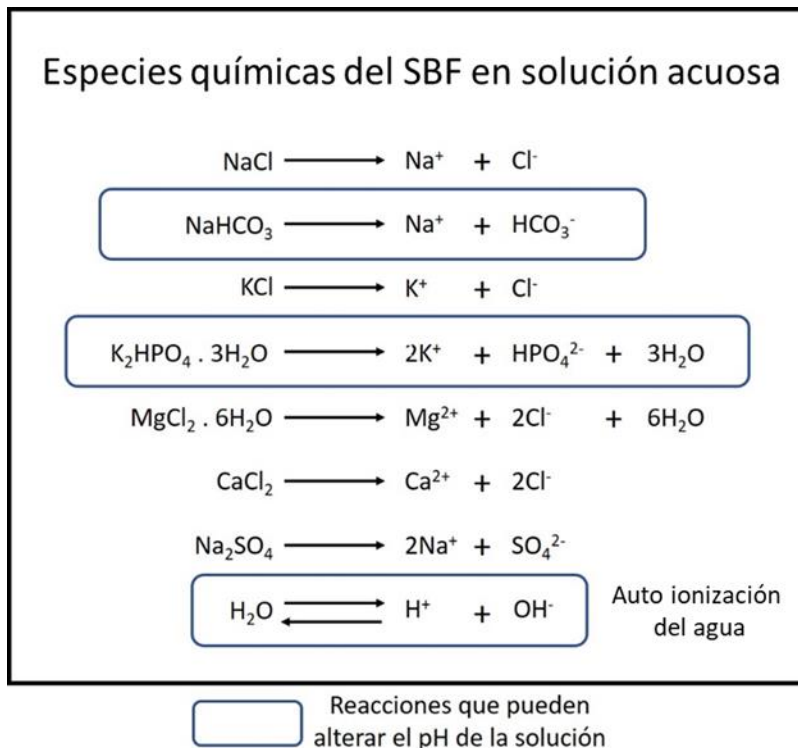 Especies químicas del SBF en solución acuosa
NaCl ⟶ Na⁺ + Cl⁻
NaHCO₃ ⟶ Na⁺ + HCO₃⁻
KCl ⟶ K⁺ + Cl⁻
K₂HPO₄ . 3H₂O ⟶ 2K⁺ + HPO₄²⁻ + 3H₂O
MgCl₂ . 6H₂O ⟶ Mg²⁺ + 2Cl⁻ + 6H₂O
CaCl₂ ⟶ Ca²⁺ + 2Cl⁻
Na₂SO₄ ⟶ 2Na⁺ + SO₄²⁻
H₂O ⇄ H⁺ + OH⁻
Auto ionización
del agua
Reacciones que pueden
alterar el pH de la solución